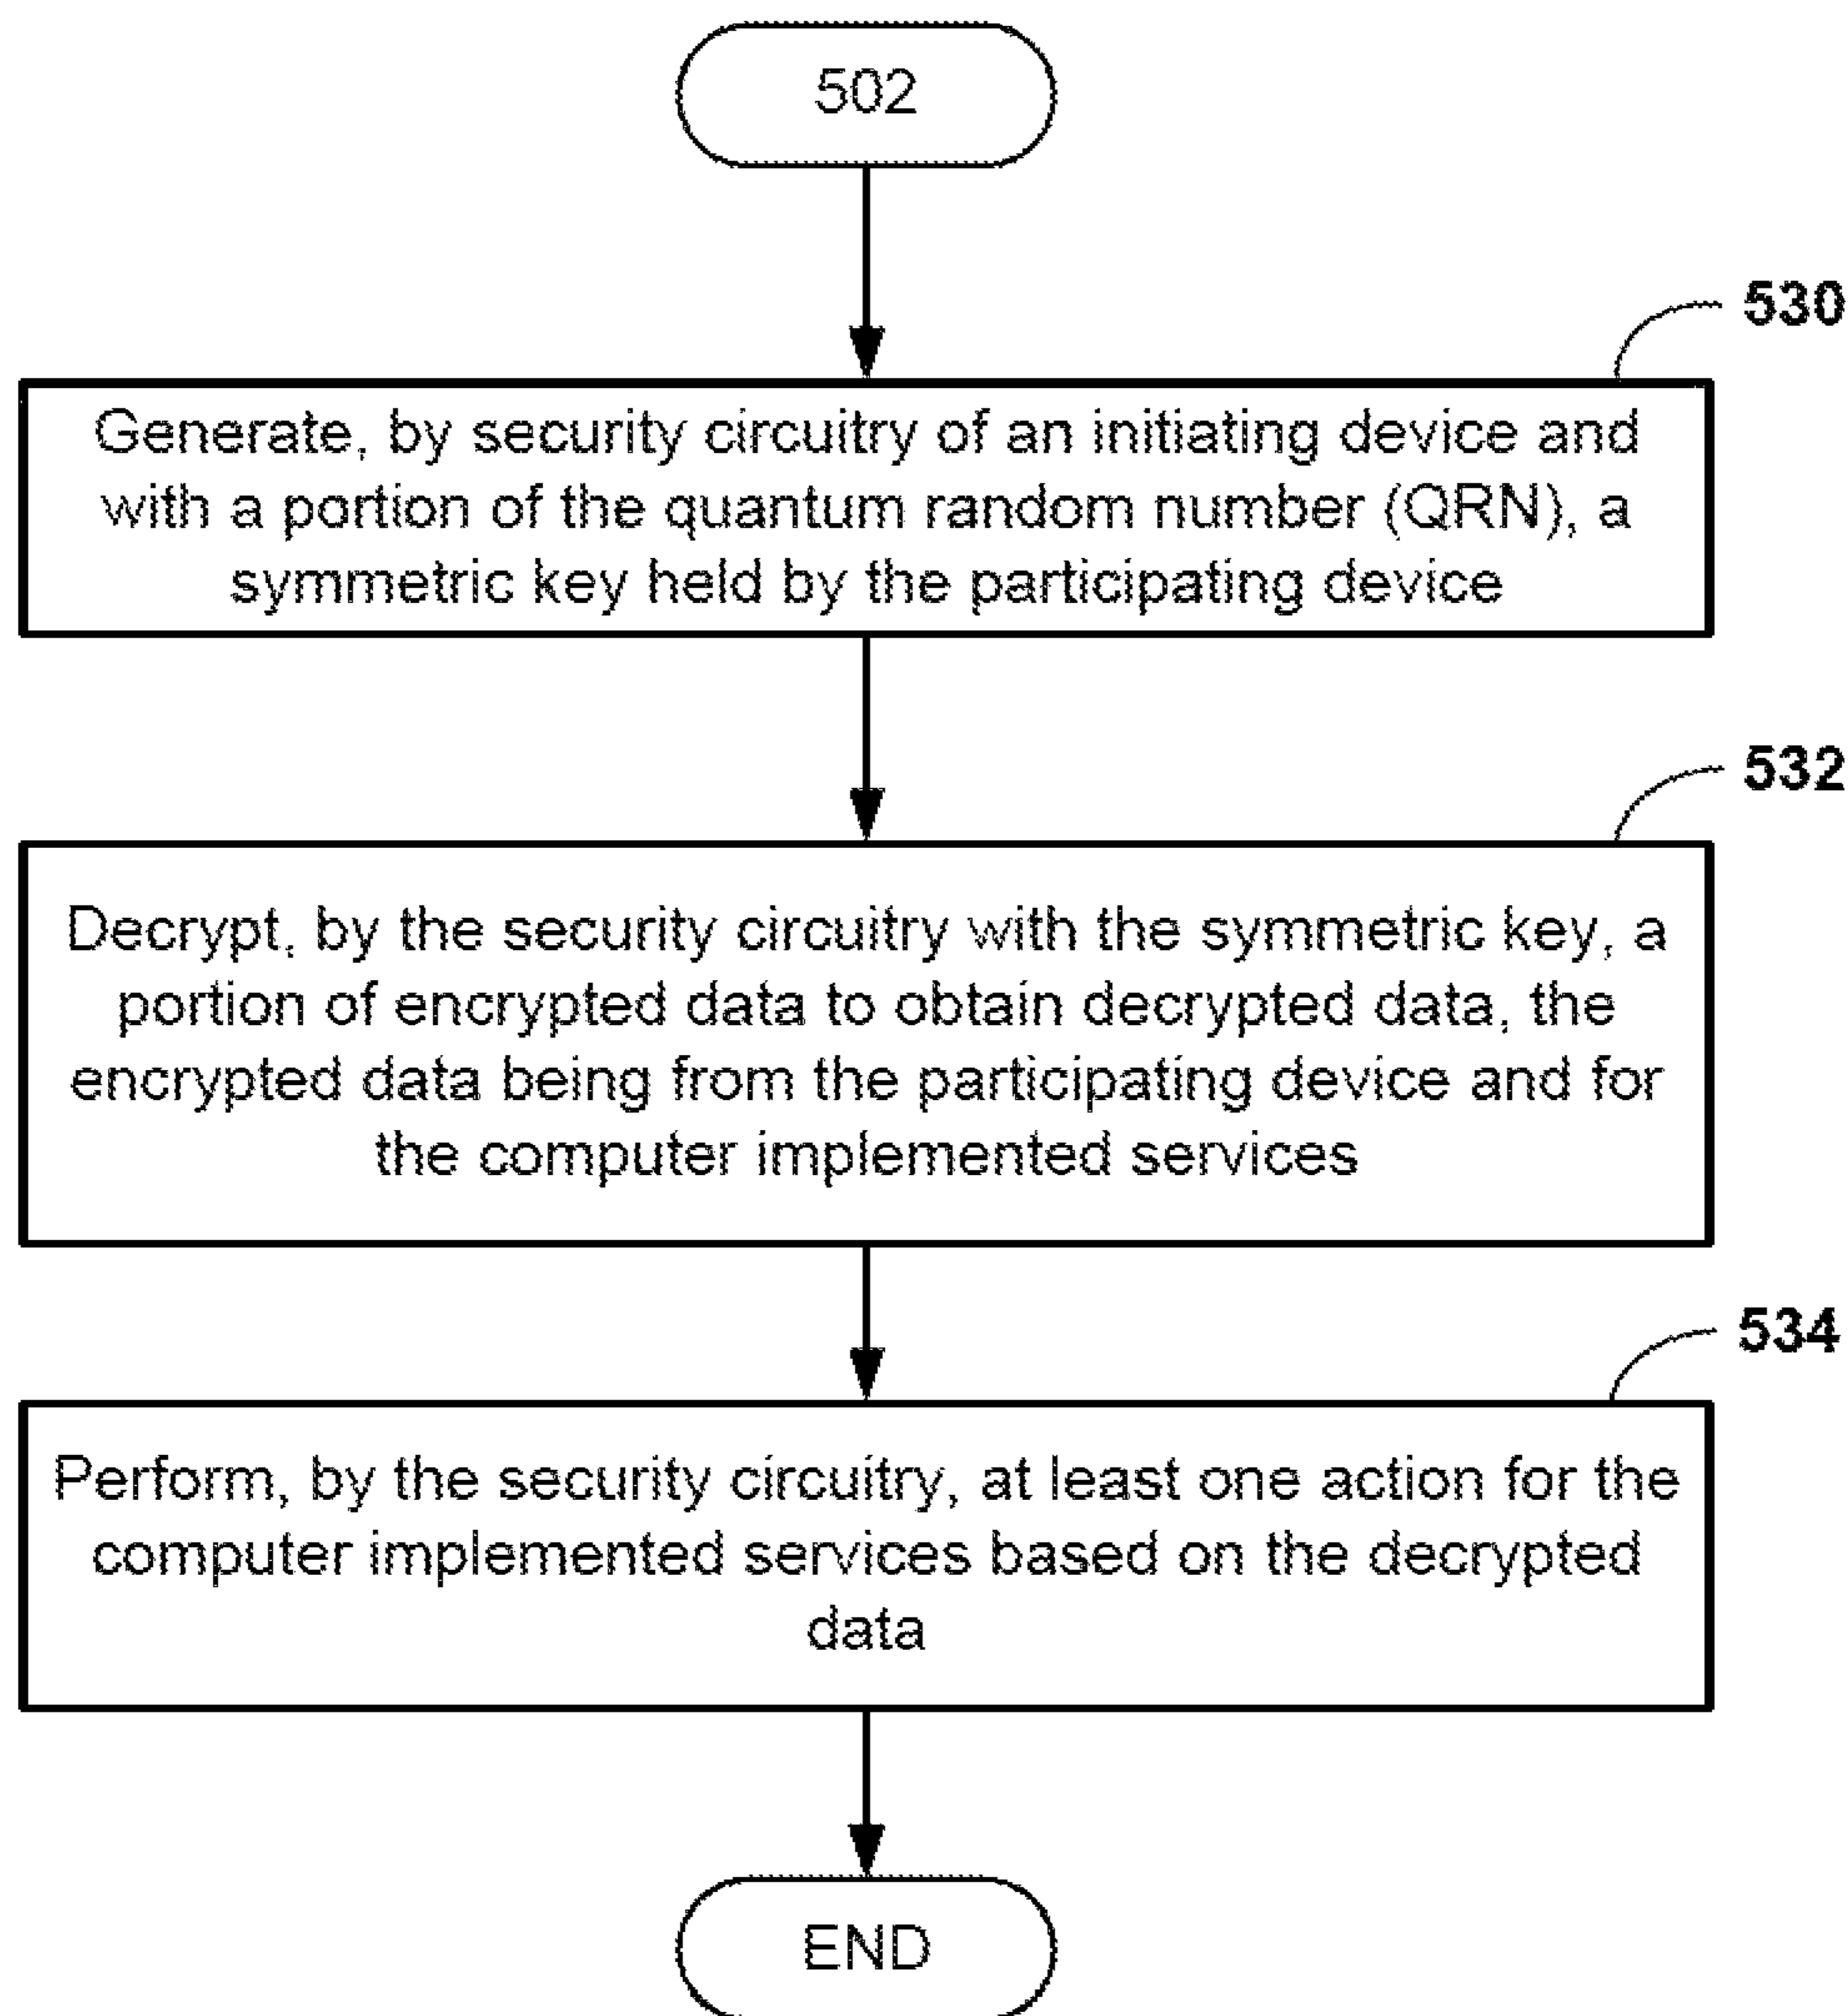 502
530
Generate, by security circuitry of an initiating device and
with a portion of the quantum random number (QRN), a
symmetric key held by the participating device
532
Decrypt, by the security circuitry with the symmetric key, a
portion of encrypted data to obtain decrypted data, the
encrypted data being from the participating device and for
the computer implemented services
534
Perform, by the security circuitry, at least one action for the
computer implemented services based on the decrypted
data
END